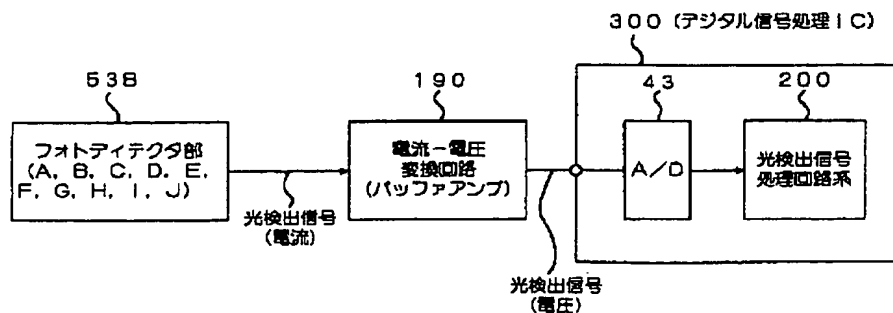 300(デジタル信号処理IC)
538
190
43
200
フォトディテクタ部
(A, B, C, D, E,
F, G, H, I, J)
電流-電圧
変換回路
(バッファアンプ)
A/D
光検出信号
処理回路系
光検出信号
(電流)
光検出信号
(電圧)